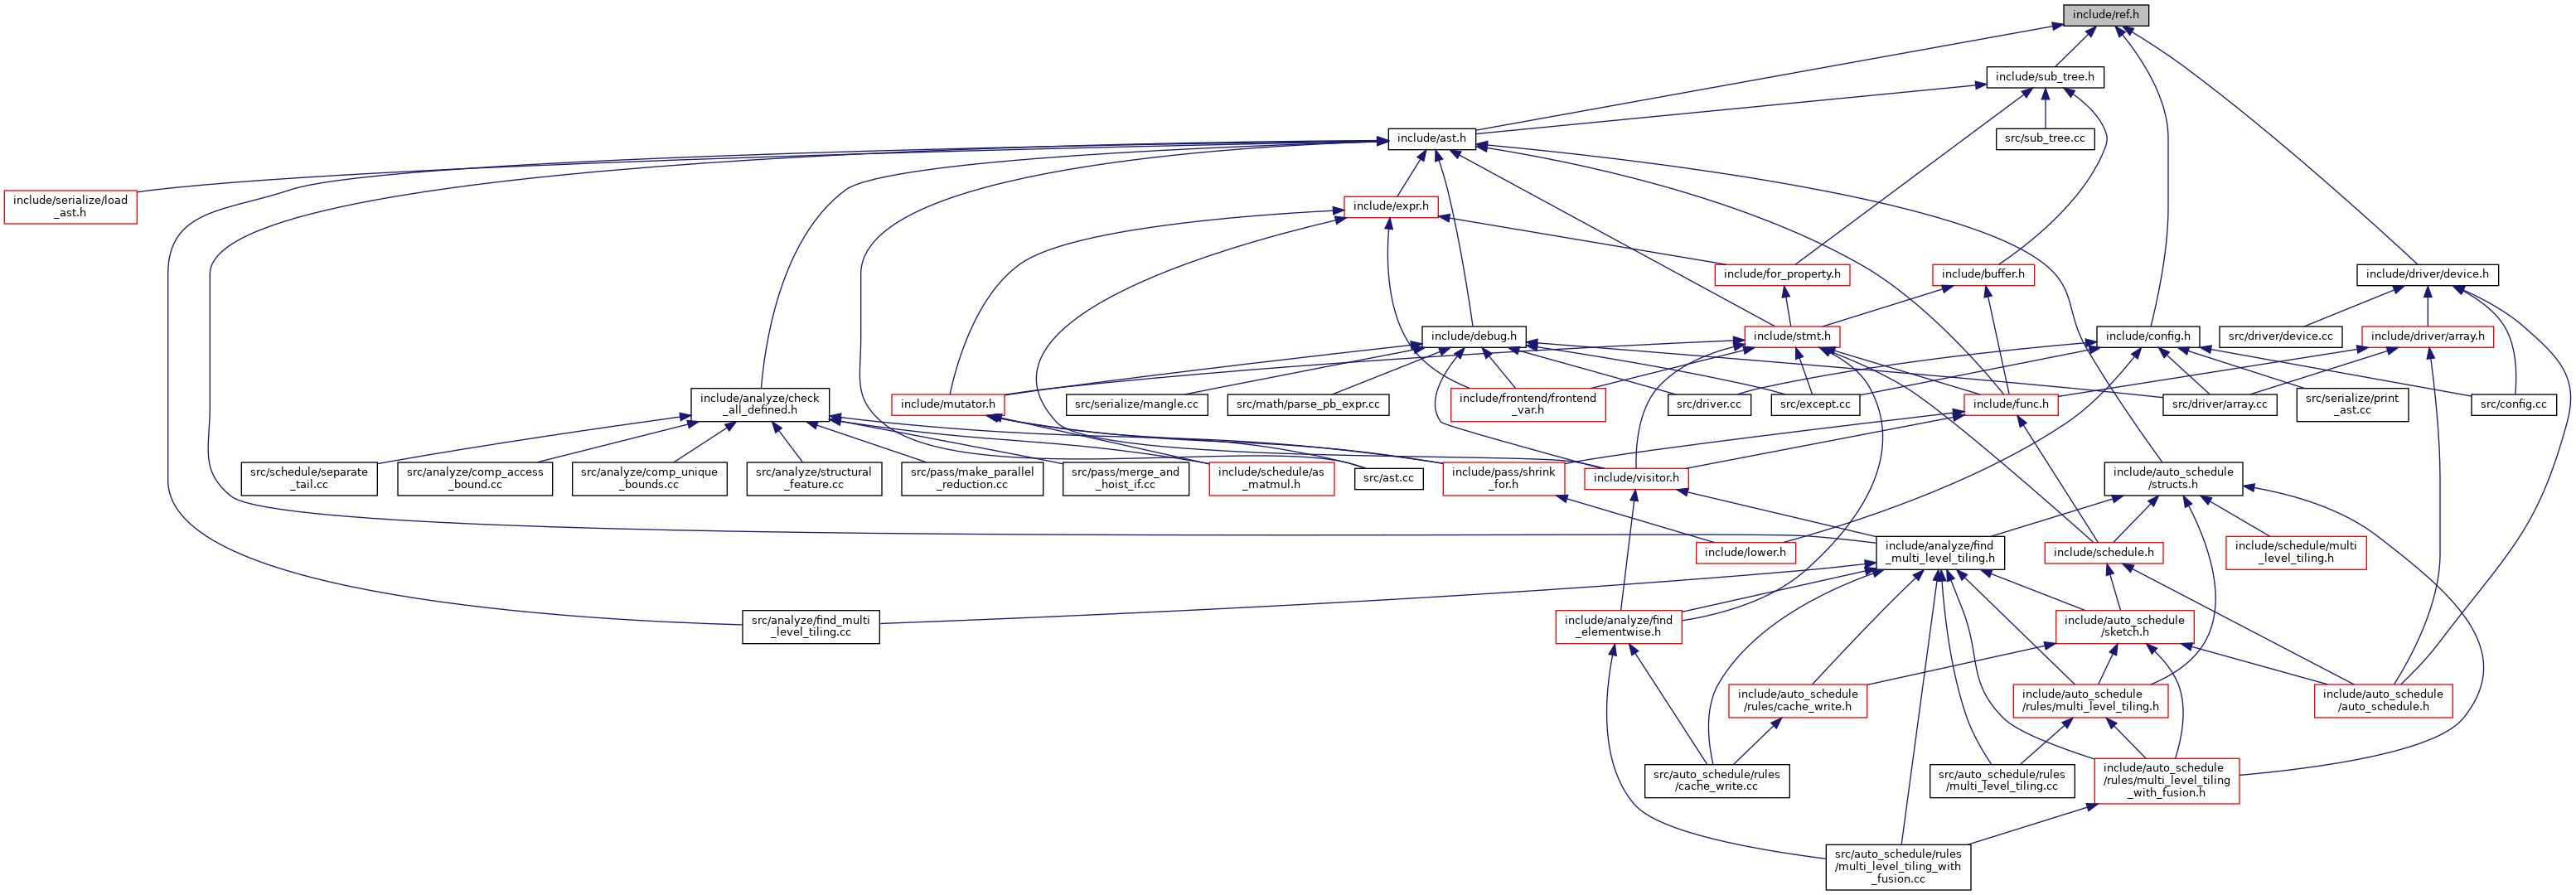 include/ref.h
include/sub_tree.h
include/ast.h
src/sub_tree.cc
include/serialize/load
_ast.h
include/expr.h
include/for_property.h
include/buffer.h
include/driver/device.h
include/debug.h
include/stmt.h
include/config.h
src/driver/device.cc
include/driver/array.h
include/analyze/check
_all_defined.h
include/mutator.h
src/serialize/mangle.cc
src/math/parse_pb_expr.cc
include/frontend/frontend
_var.h
src/driver.cc
src/except.cc
include/func.h
src/driver/array.cc
src/serialize/print
_ast.cc
src/config.cc
src/schedule/separate
_tail.cc
src/analyze/comp_access
_bound.cc
src/analyze/comp_unique
_bounds.cc
src/analyze/structural
_feature.cc
src/pass/make_parallel
_reduction.cc
src/pass/merge_and
_hoist_if.cc
include/schedule/as
_matmul.h
src/ast.cc
include/pass/shrink
_for.h
include/visitor.h
include/auto_schedule
/structs.h
include/lower.h
include/analyze/find
_multi_level_tiling.h
include/schedule.h
include/schedule/multi
_level_tiling.h
src/analyze/find_multi
_level_tiling.cc
include/analyze/find
_elementwise.h
include/auto_schedule
/sketch.h
include/auto_schedule
/rules/cache_write.h
include/auto_schedule
/rules/multi_level_tiling.h
include/auto_schedule
/auto_schedule.h
src/auto_schedule/rules
/cache_write.cc
src/auto_schedule/rules
/multi_level_tiling.cc
include/auto_schedule
/rules/multi_level_tiling
_with_fusion.h
src/auto_schedule/rules
/multi_level_tiling_with
_fusion.cc